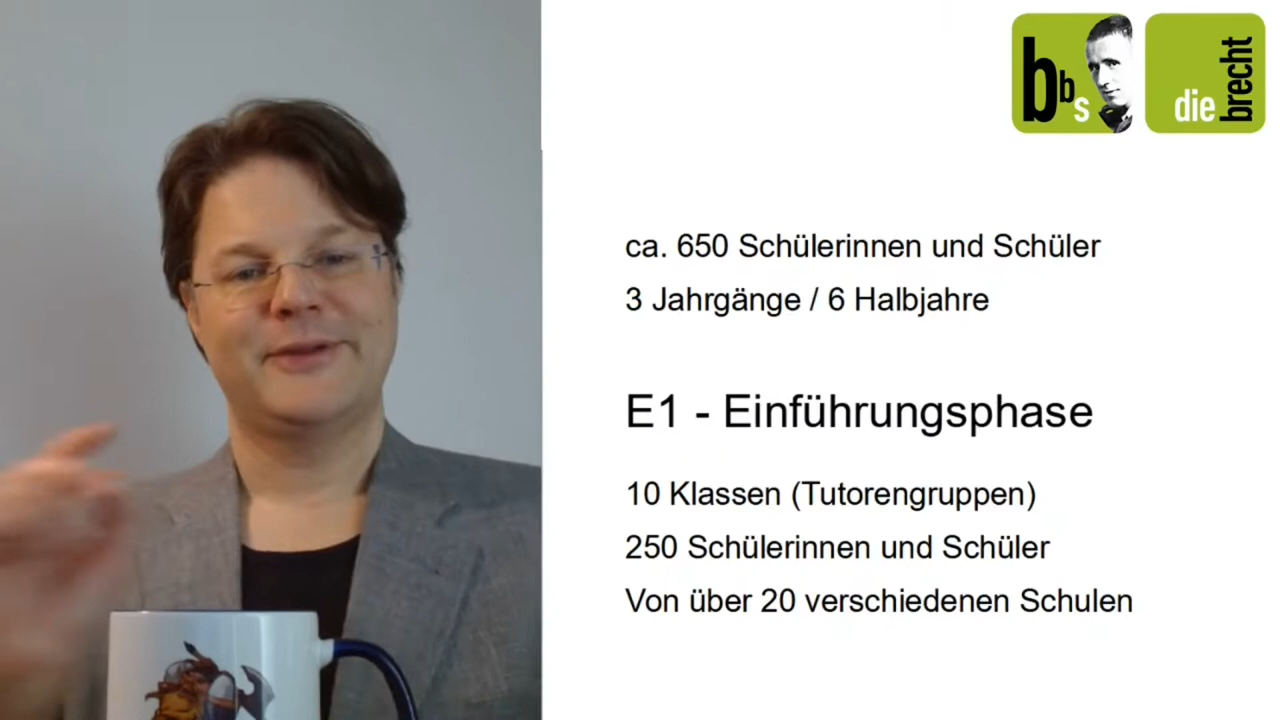 bbs
die brecht
ca. 650 Schülerinnen und Schüler
3 Jahrgänge / 6 Halbjahre
E1 - Einführungsphase
10 Klassen (Tutorengruppen)
250 Schülerinnen und Schüler
Von über 20 verschiedenen Schulen